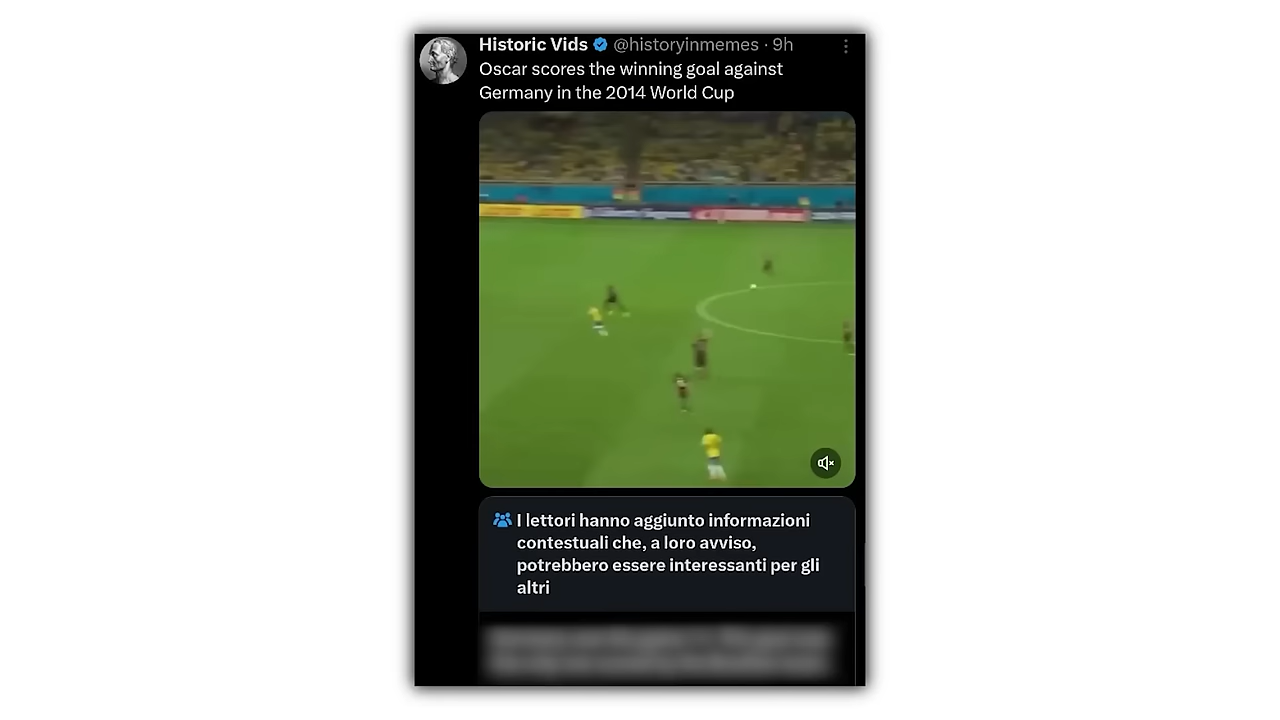 Historic Vids @historyinmemes · 9h
Oscar scores the winning goal against
Germany in the 2014 World Cup
I lettori hanno aggiunto informazioni
contestuali che, a loro avviso,
potrebbero essere interessanti per gli
altri